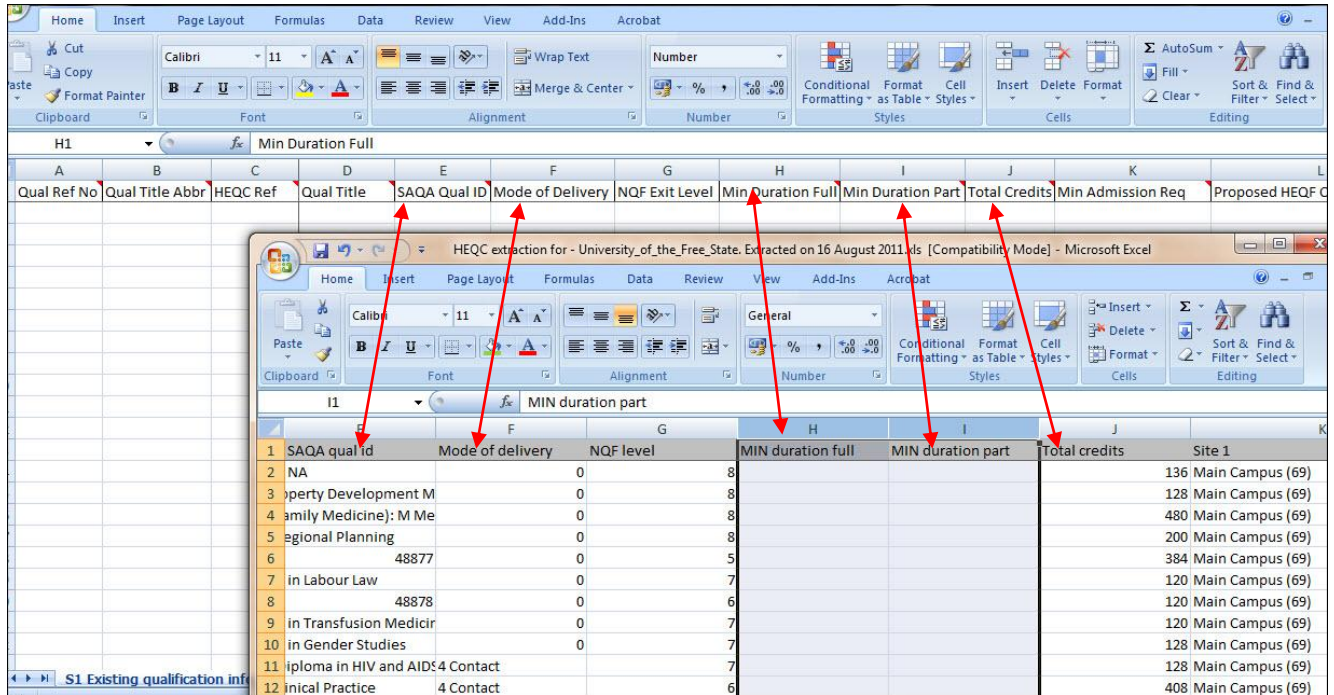 Home Insert Page Layout Formulas Data Review View Add-Ins Acrobat
Cut
Copy
Format Painter
Clipboard
Calibri 11 A A
B I U A
Font
Wrap Text
Merge & Center
Alignment
Number
% , .0 .00 .00 .0
Number
Conditional Formatting
Format as Table
Cell Styles
Styles
Insert Delete Format
Cells
Σ AutoSum
Fill
Clear
Sort & Filter
Find & Select
Editing
H1 fx Min Duration Full
A B C D E F G H I J K L
Qual Ref No Qual Title Abbr HEQC Ref Qual Title SAQA Qual ID Mode of Delivery NQF Exit Level Min Duration Full Min Duration Part Total Credits Min Admission Req Proposed HEQF
HEQC extraction for - University_of_the_Free_State. Extracted on 16 August 2011.xls [Compatibility Mode] - Microsoft Excel
Home Insert Page Layout Formulas Data Review View Add-Ins Acrobat
Paste
Clipboard
Calibri 11 A A
B I U A
Font
Alignment
General
% , .0 .00 .00 .0
Number
Conditional Formatting
Format as Table
Cell Styles
Styles
Insert
Delete
Format
Cells
Σ
Sort & Filter
Find & Select
Editing
I1 fx MIN duration part
F G H I J K
1 SAQA qual id Mode of delivery NQF level MIN duration full MIN duration part Total credits Site 1
2 NA 0 8 136 Main Campus (69)
3 perty Development M 0 8 128 Main Campus (69)
4 amily Medicine): M Me 0 8 480 Main Campus (69)
5 egional Planning 0 8 200 Main Campus (69)
6 48877 0 5 384 Main Campus (69)
7 in Labour Law 0 7 120 Main Campus (69)
8 48878 0 6 120 Main Campus (69)
9 in Transfusion Medicin 0 7 120 Main Campus (69)
10 in Gender Studies 0 7 128 Main Campus (69)
11 iploma in HIV and AIDS 4 Contact 7 128 Main Campus (69)
12 inical Practice 4 Contact 6 408 Main Campus (69)
S1 Existing qualification inf